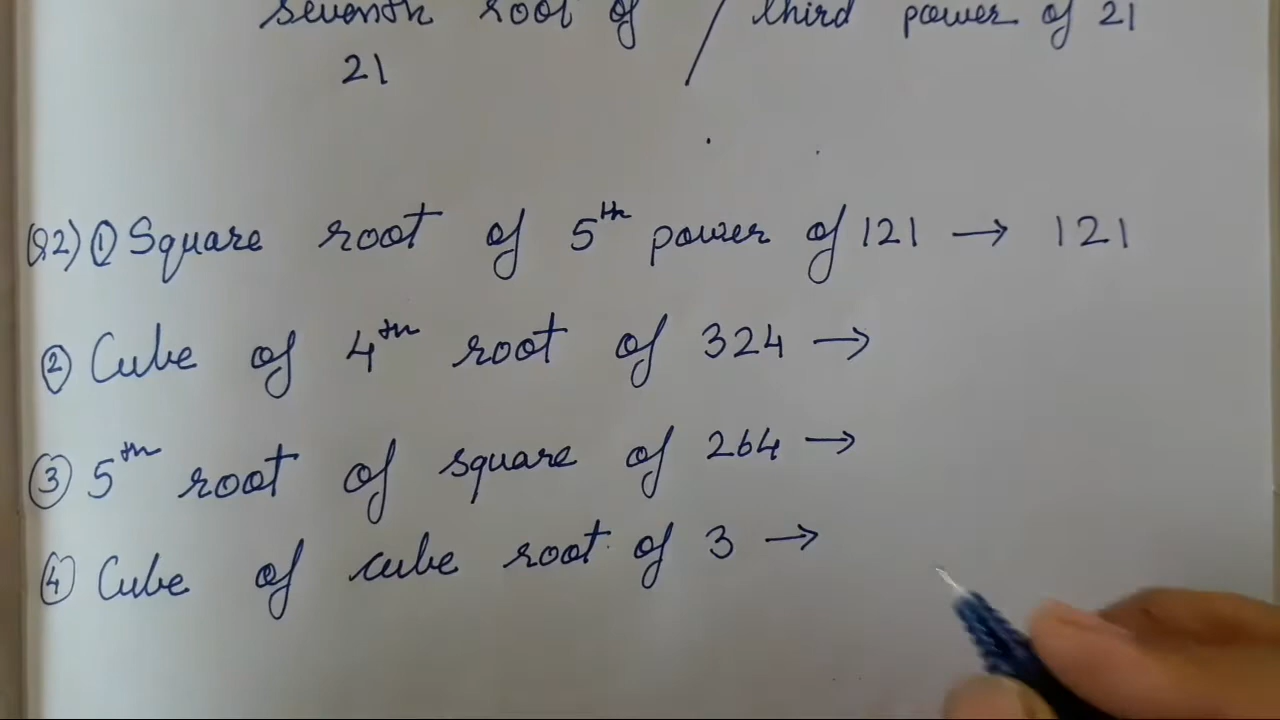 seventh root of / third power of 21
21
Q2) ① Square root of 5th power of 121 → 121
② Cube of 4th root of 324 →
③ 5th root of square of 264 →
④ Cube of cube root of 3 →